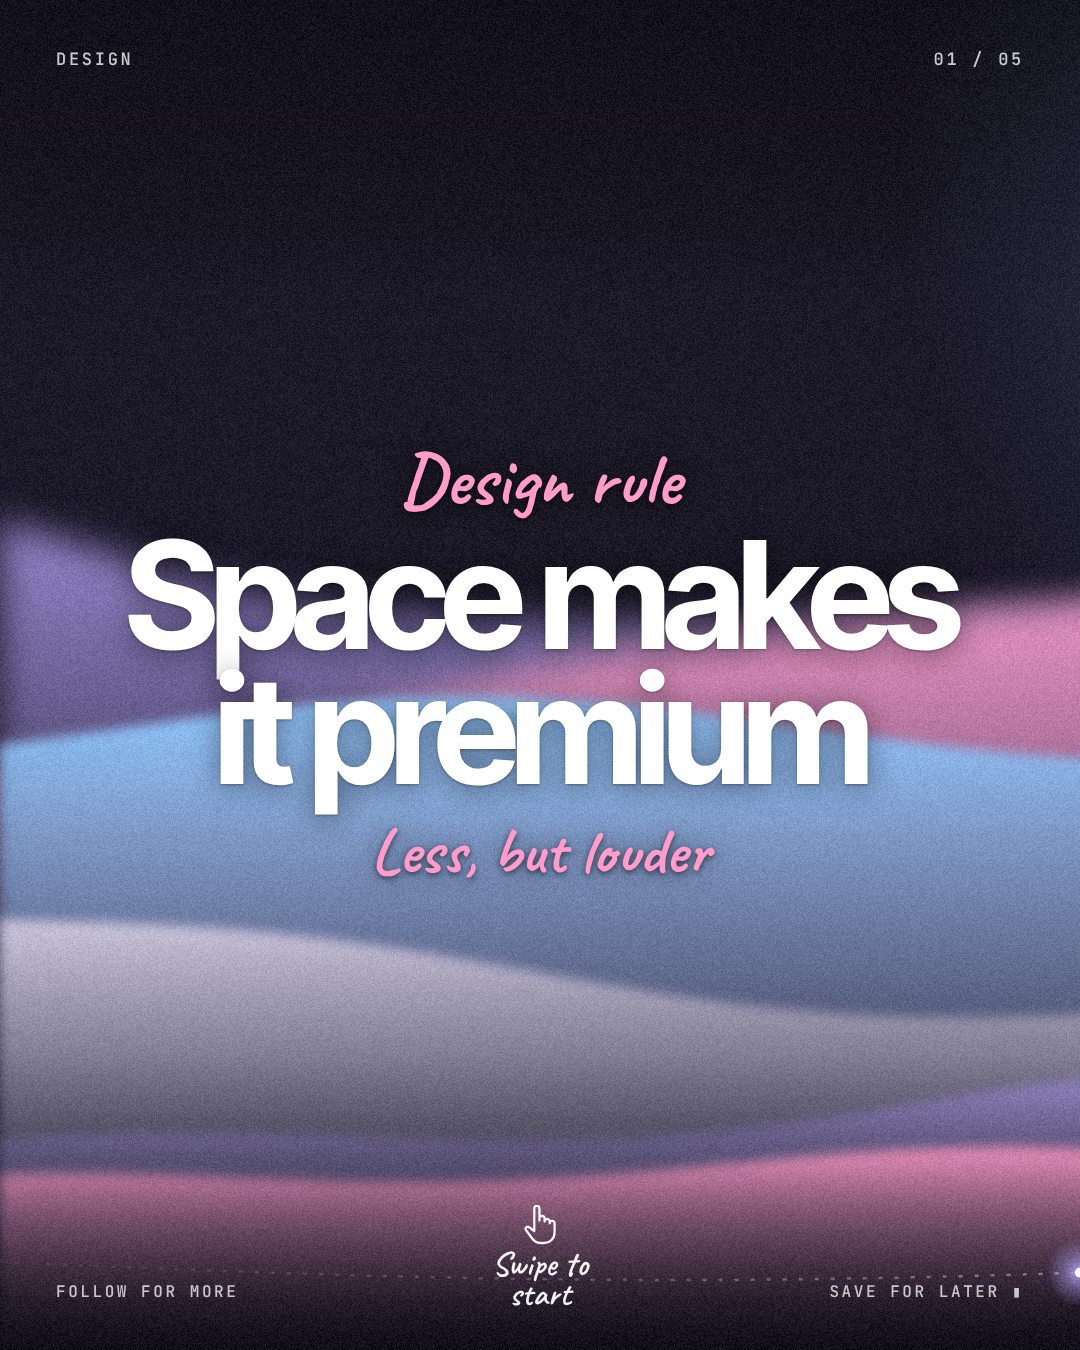 DESIGN
01 / 05
Design rule
Space makes
it premium
Less, but louder
Swipe to
start
FOLLOW FOR MORE
SAVE FOR LATER